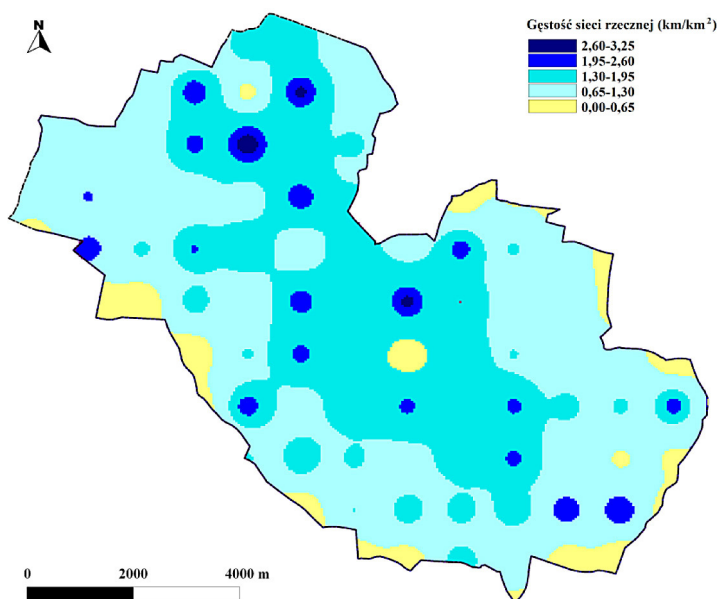 N
Gęstość sieci rzecznej (km/km²)
2,60-3,25
1,95-2,60
1,30-1,95
0,65-1,30
0,00-0,65
0 2000 4000 m